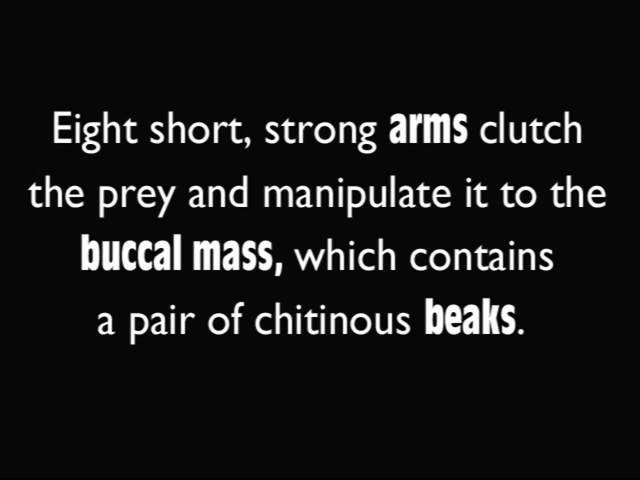 Eight short, strong arms clutch
the prey and manipulate it to the
buccal mass, which contains
a pair of chitinous beaks.